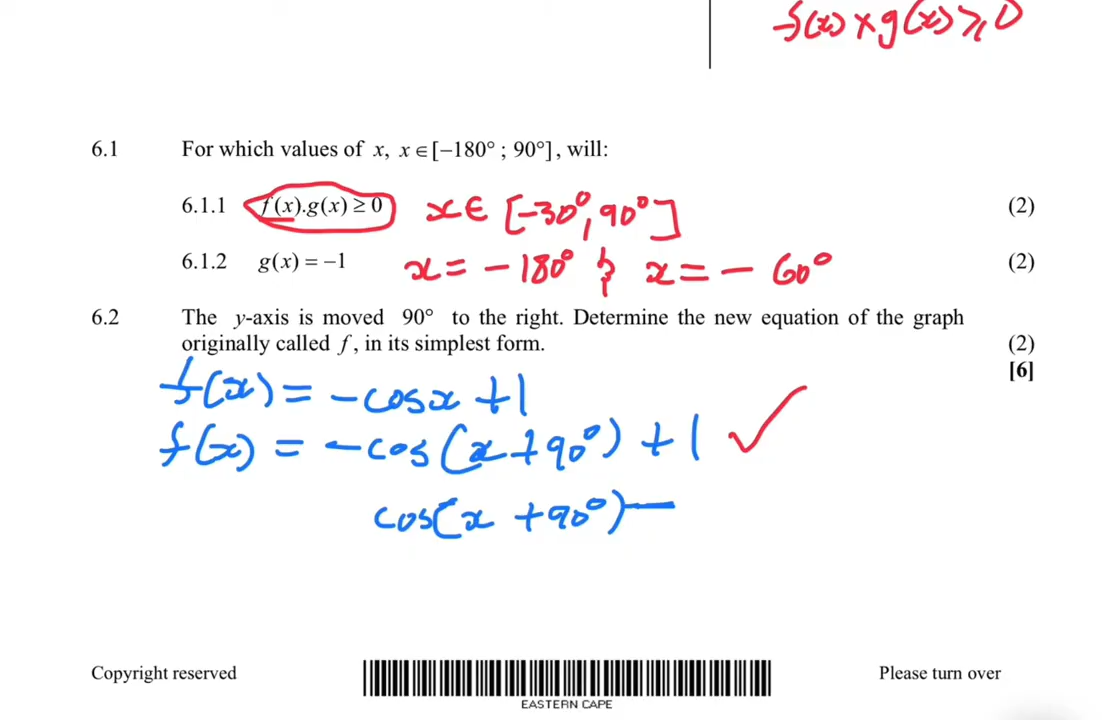 f(x) × g(x) ≥ 0
6.1 For which values of x, x ∈ [−180° ; 90°], will:
6.1.1 f(x).g(x) ≥ 0 x ∈ [-30°, 90°] (2)
6.1.2 g(x) = −1 x = -180° & x = - 60° (2)
6.2 The y-axis is moved 90° to the right. Determine the new equation of the graph
originally called f, in its simplest form. (2)
[6]
f(x) = -cosx +1
f(x) = -cos(x+90°) +1 ✓
cos(x +90°)
Copyright reserved Please turn over
EASTERN CAPE